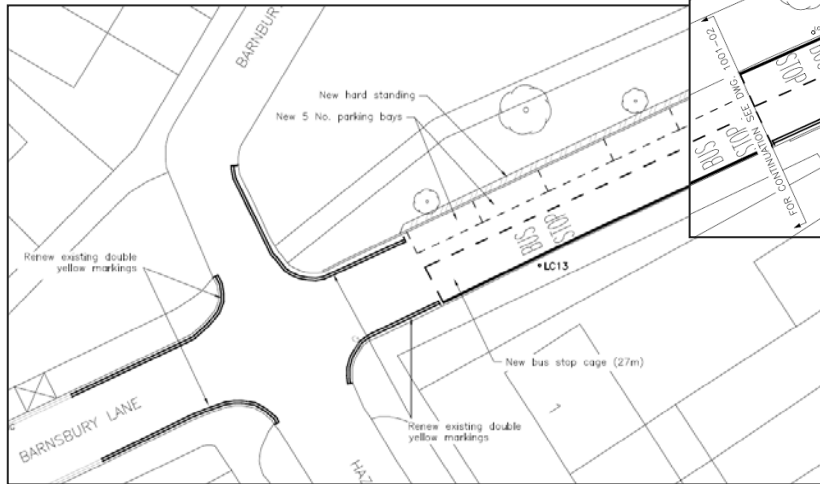 BARNSBURY
New hard standing
New 5 No. parking bays
BUS
STOP
BUS
STOP
STOP
FOR CONTINUATION SEE DWG. 1001-02
Renew existing double
yellow markings
LC13
New bus stop cage (27m)
1
BARNSBURY LANE
Renew existing double
yellow markings
HAZ